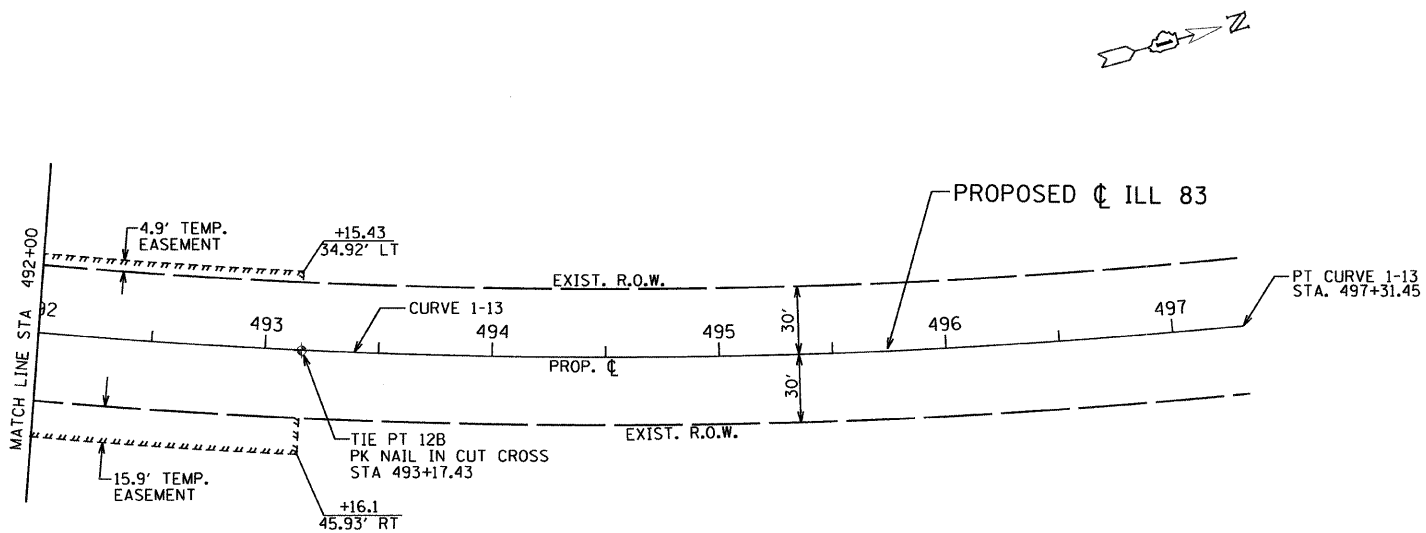 N
PROPOSED ℄ ILL 83
4.9' TEMP.
EASEMENT
+15.43
34.92' LT
MATCH LINE STA 492+00
EXIST. R.O.W.
PT CURVE 1-13
STA. 497+31.45
CURVE 1-13
92
493
494
495
496
497
30'
PROP. ℄
30'
EXIST. R.O.W.
TIE PT 12B
PK NAIL IN CUT CROSS
STA 493+17.43
15.9' TEMP.
EASEMENT
+16.1
45.93' RT